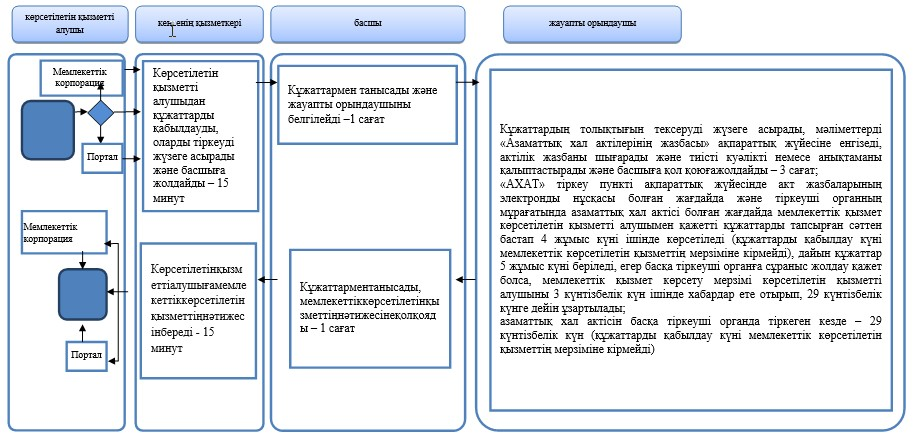 көрсетілетін қызметті
алушы
кеңсенің қызметкері
басшы
жауапты орындаушы
Мемлекеттік
корпорация
Портал
Көрсетілетін
қызметті
алушыдан
құжаттарды
қабылдауды,
оларды тіркеуді
жүзеге асырады
және басшыға
жолдайды – 15
минут
Құжаттармен танысады және
жауапты орындаушыны
белгілейді –1 сағат
Құжаттардың толықтығын тексеруді жүзеге асырады, мәліметтерді
«Азаматтық хал актілерінің жазбасы» ақпараттық жүйесіне енгізеді,
актілік жазбаны шығарады және тиісті куәлікті немесе анықтаманы
қалыптастырады және басшыға қол қоюғажолдайды – 3 сағат;
«АХАТ» тіркеу пункті ақпараттық жүйесінде акт жазбаларының
электронды нұсқасы болған жағдайда және тіркеуші органның
мұрағатында азаматтық хал актісі болған жағдайда мемлекеттік қызмет
көрсетілетін қызметті алушымен қажетті құжаттарды тапсырған сәттен
бастап 4 жұмыс күні ішінде көрсетіледі (құжаттарды қабылдау күні
мемлекеттік көрсетілетін қызметтің мерзіміне кірмейді), дайын құжаттар
5 жұмыс күні беріледі, егер басқа тіркеуші органға сұраныс жолдау қажет
болса, мемлекеттік қызмет көрсету мерзімі көрсетілетін қызметті
алушыны 3 күнтізбелік күн ішінде хабардар ете отырып, 29 күнтізбелік
күнге дейін ұзартылады;
азаматтық хал актісін басқа тіркеуші органда тіркеген кезде – 29
күнтізбелік күн (құжаттарды қабылдау күні мемлекеттік көрсетілетін
қызметтің мерзіміне кірмейді)
Мемлекеттік
корпорация
Портал
Көрсетілетінқызм
еттіалушығамемле
кеттіккөрсетілетін
қызметтіңнәтижес
інбереді - 15
минут
Құжаттарментанысады,
мемлекеттіккөрсетілетінқы
зметтіңнәтижесінеқолқояд
ы – 1 сағат